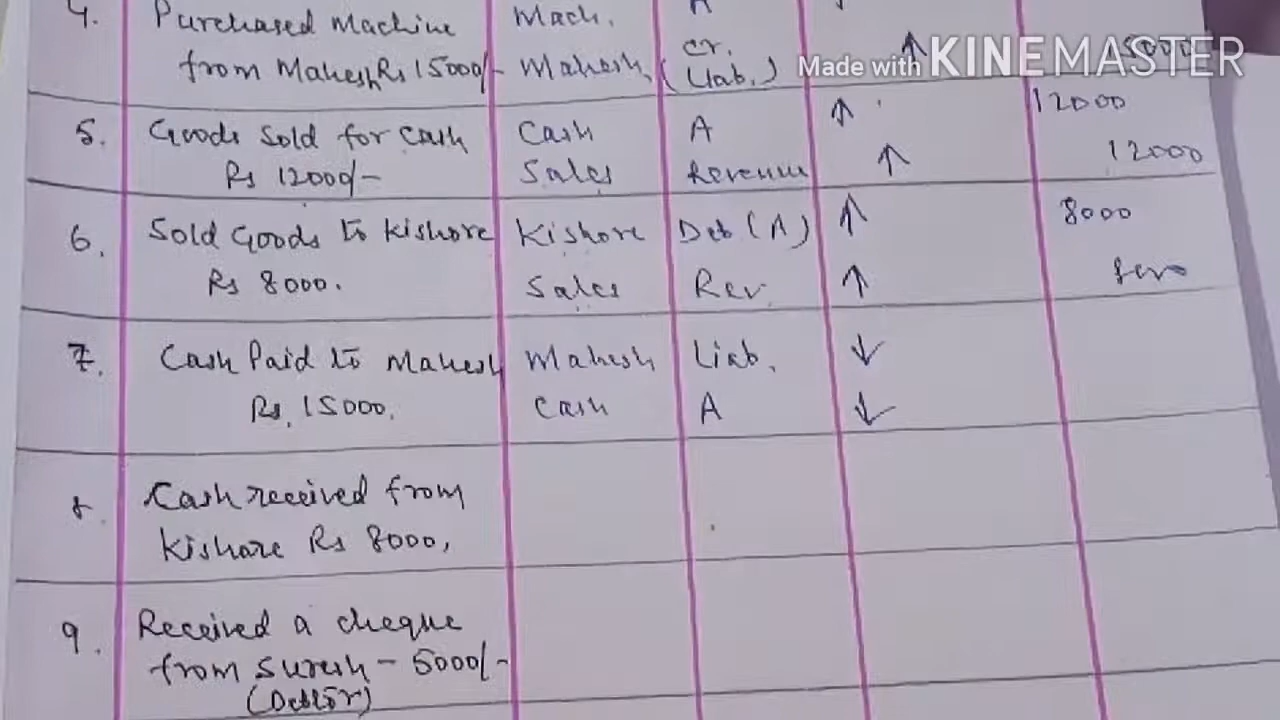 4. Purchased Machine Mach. A
from Mahesh Rs 15000/- Mahesh. cr. (Liab.)
Made with KINEMASTER
5. Goods sold for cash Cash A 12000
Rs 12000/- Sales Revenue 12000
6. Sold Goods to Kishore Kishore Deb (A) 8000
Rs 8000. Sales Rev.
7. Cash Paid to Mahesh Mahesh Liab.
Rs. 15000. Cash A
8. Cash received from
Kishore Rs 8000,
9. Received a cheque
from Suresh - 5000/-
(Debtor)